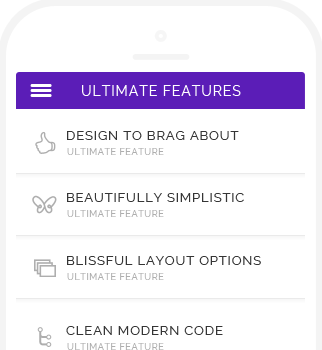 ULTIMATE FEATURES
DESIGN TO BRAG ABOUT
ULTIMATE FEATURE
BEAUTIFULLY SIMPLISTIC
ULTIMATE FEATURE
BLISSFUL LAYOUT OPTIONS
ULTIMATE FEATURE
CLEAN MODERN CODE
ULTIMATE FEATURE